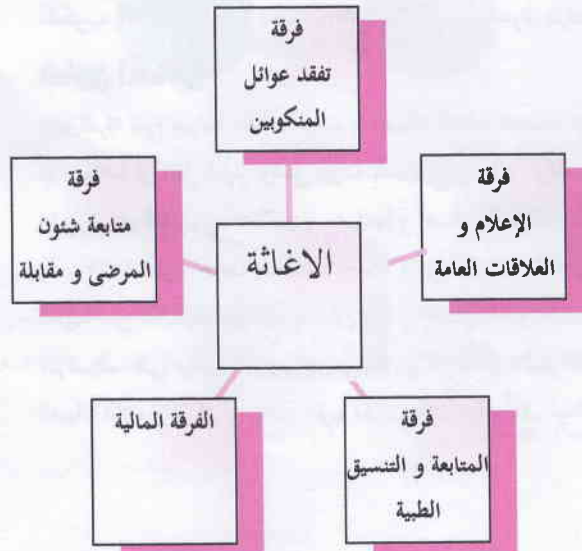 فرقة
تفقد عوائل
المنكوبين
فرقة
الإعلام و
العلاقات العامة
فرقة
متابعة شئون
المرضى و مقابلة
الاغاثة
فرقة
المتابعة و التنسيق
الطبية
الفرقة المالية